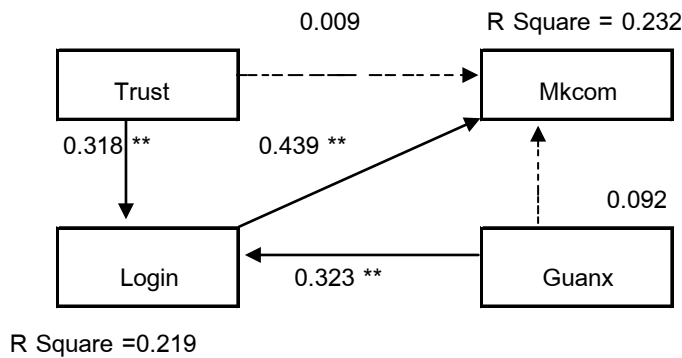 0.009
R Square = 0.232
Trust
Mkcom
0.318 **
0.439 **
0.092
Login
0.323 **
Guanx
R Square =0.219